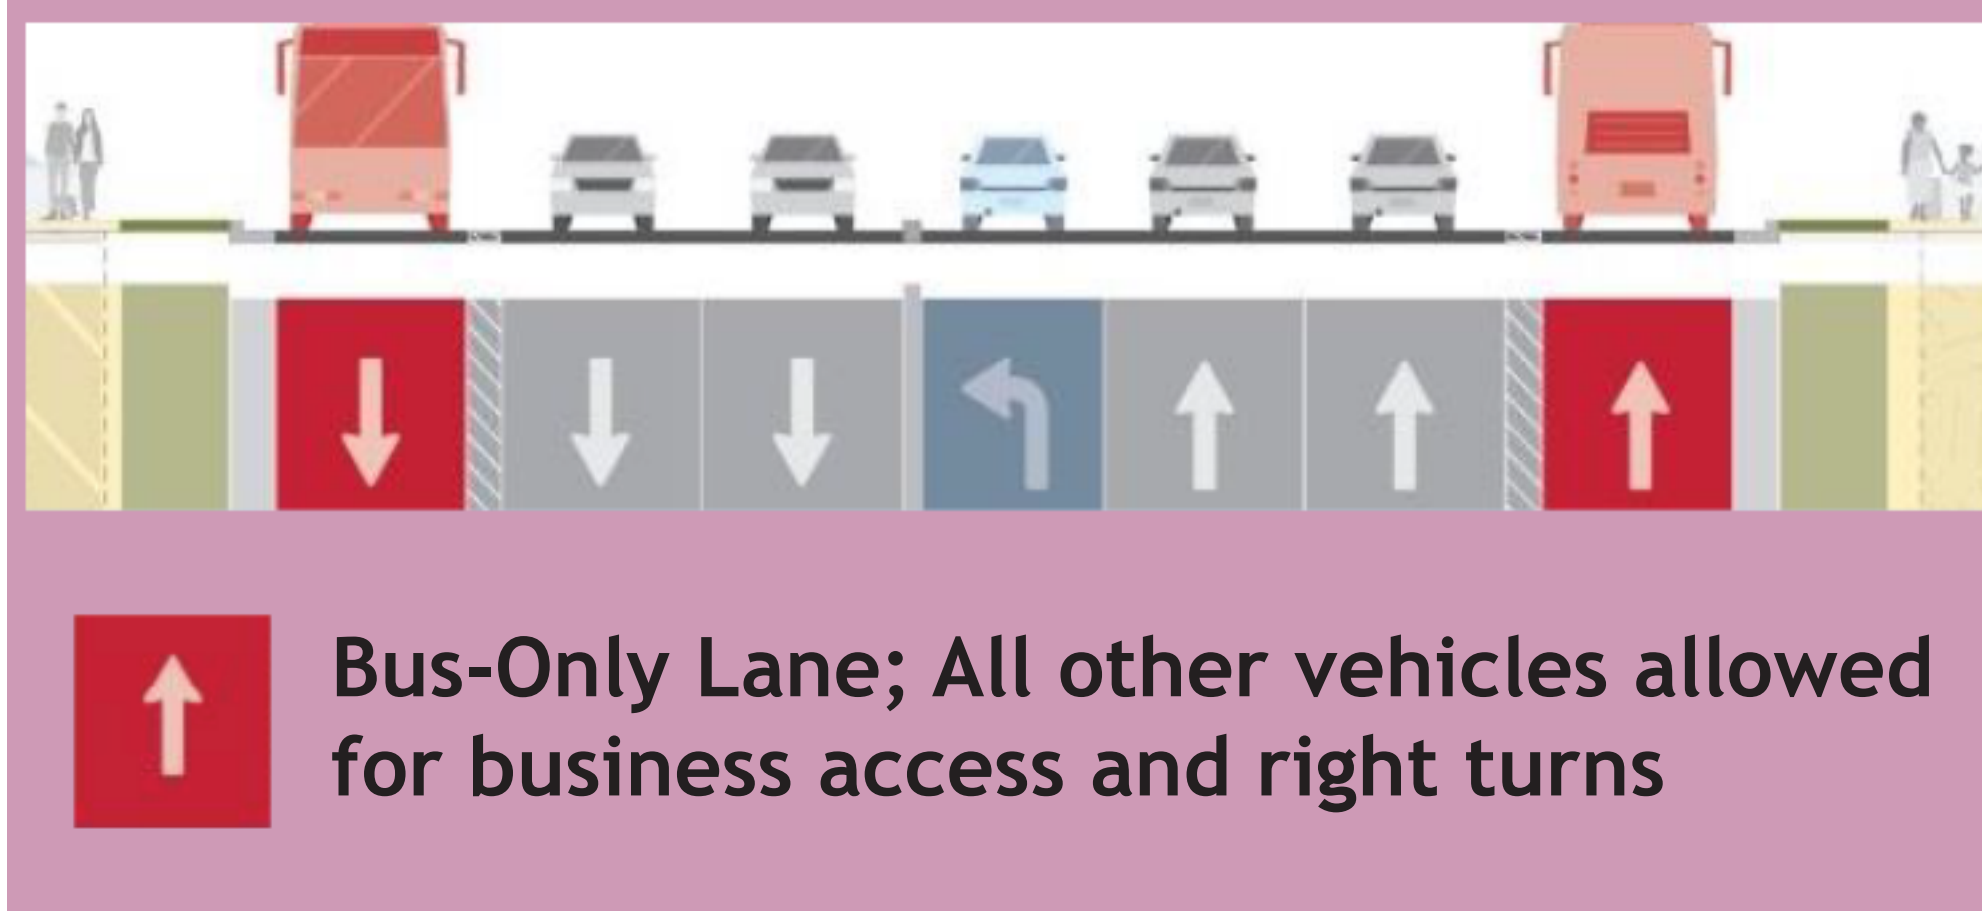 Bus-Only Lane; All other vehicles allowed
for business access and right turns